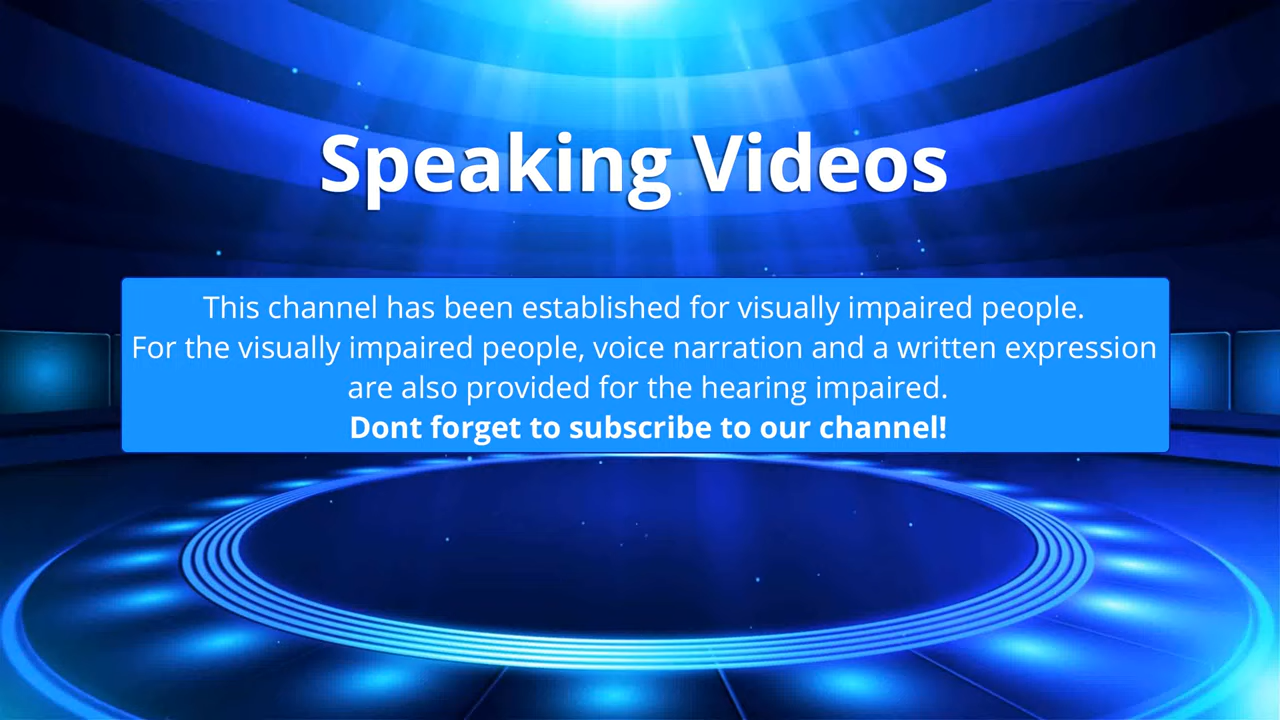 Speaking Videos
This channel has been established for visually impaired people.
For the visually impaired people, voice narration and a written expression
are also provided for the hearing impaired.
Dont forget to subscribe to our channel!